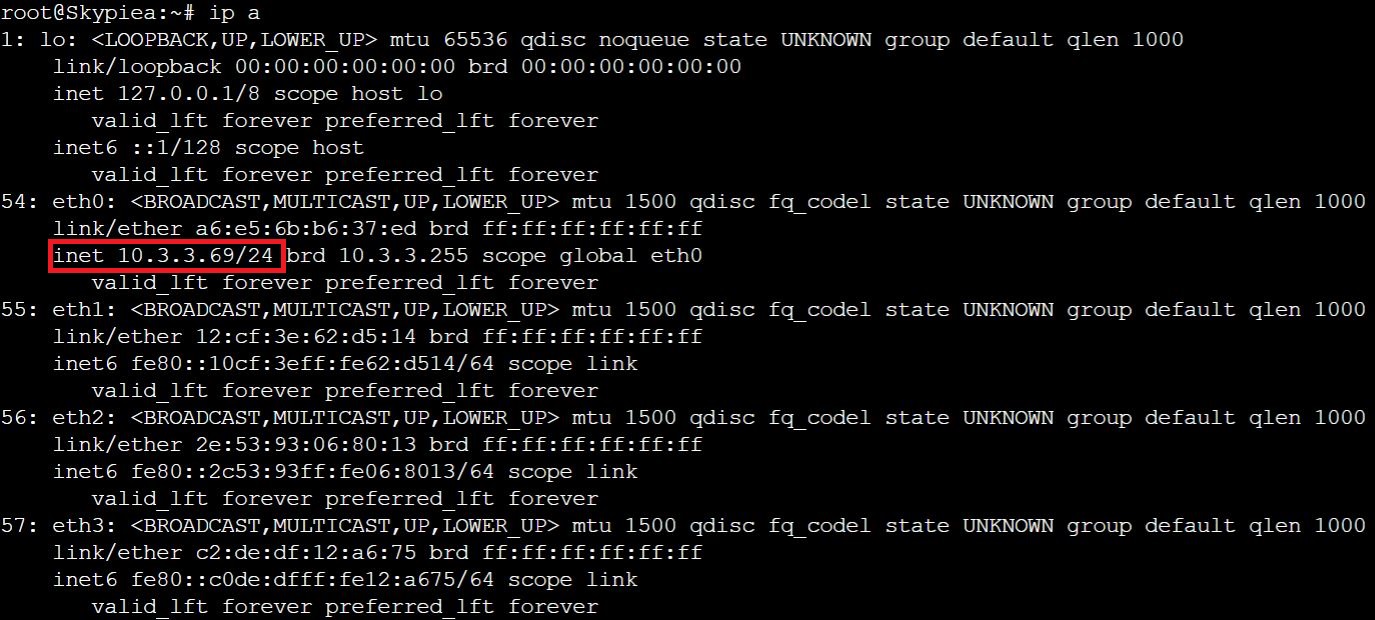 root@Skypiea:~# ip a
1: lo: <LOOPBACK,UP,LOWER_UP> mtu 65536 qdisc noqueue state UNKNOWN group default qlen 1000
    link/loopback 00:00:00:00:00:00 brd 00:00:00:00:00:00
    inet 127.0.0.1/8 scope host lo
       valid_lft forever preferred_lft forever
    inet6 ::1/128 scope host
       valid_lft forever preferred_lft forever
54: eth0: <BROADCAST,MULTICAST,UP,LOWER_UP> mtu 1500 qdisc fq_codel state UNKNOWN group default qlen 1000
    link/ether a6:e5:6b:b6:37:ed brd ff:ff:ff:ff:ff:ff
    inet 10.3.3.69/24 brd 10.3.3.255 scope global eth0
       valid_lft forever preferred_lft forever
55: eth1: <BROADCAST,MULTICAST,UP,LOWER_UP> mtu 1500 qdisc fq_codel state UNKNOWN group default qlen 1000
    link/ether 12:cf:3e:62:d5:14 brd ff:ff:ff:ff:ff:ff
    inet6 fe80::10cf:3eff:fe62:d514/64 scope link
       valid_lft forever preferred_lft forever
56: eth2: <BROADCAST,MULTICAST,UP,LOWER_UP> mtu 1500 qdisc fq_codel state UNKNOWN group default qlen 1000
    link/ether 2e:53:93:06:80:13 brd ff:ff:ff:ff:ff:ff
    inet6 fe80::2c53:93ff:fe06:8013/64 scope link
       valid_lft forever preferred_lft forever
57: eth3: <BROADCAST,MULTICAST,UP,LOWER_UP> mtu 1500 qdisc fq_codel state UNKNOWN group default qlen 1000
    link/ether c2:de:df:12:a6:75 brd ff:ff:ff:ff:ff:ff
    inet6 fe80::c0de:dfff:fe12:a675/64 scope link
       valid_lft forever preferred_lft forever